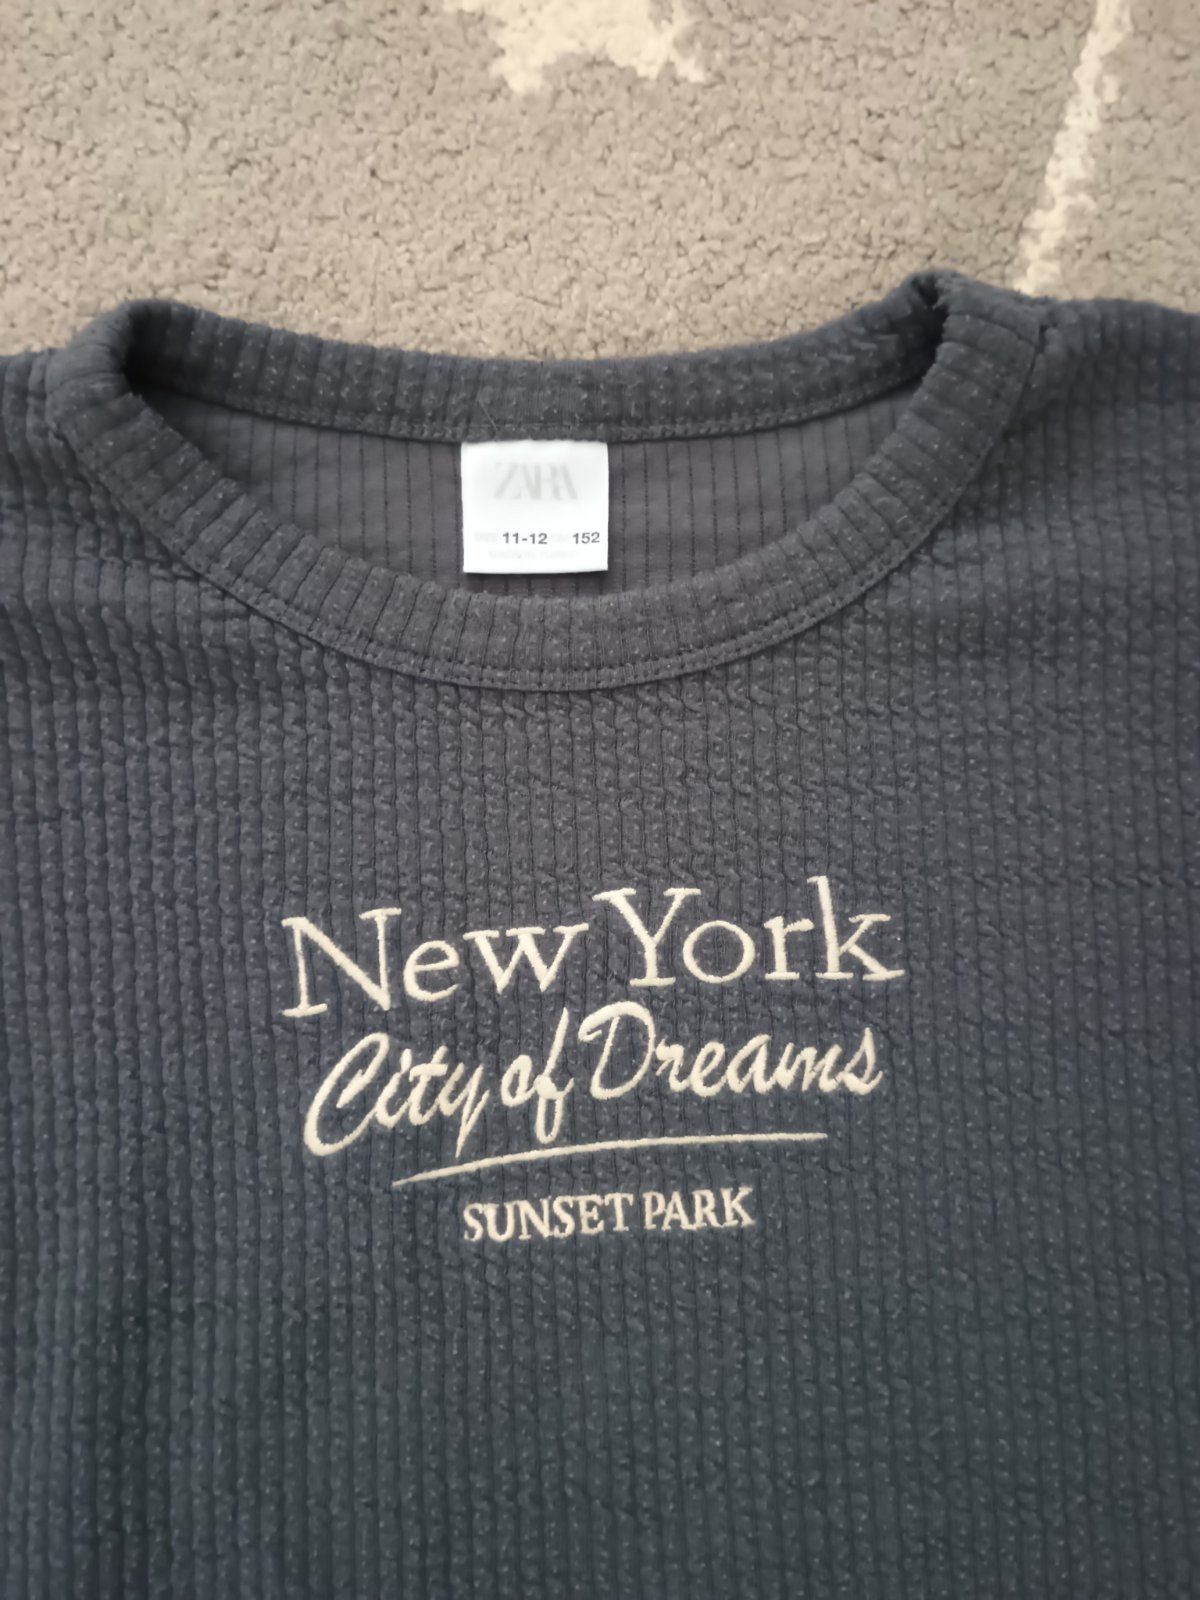 ZARA
11-12 152
New York
City of Dreams
SUNSET PARK